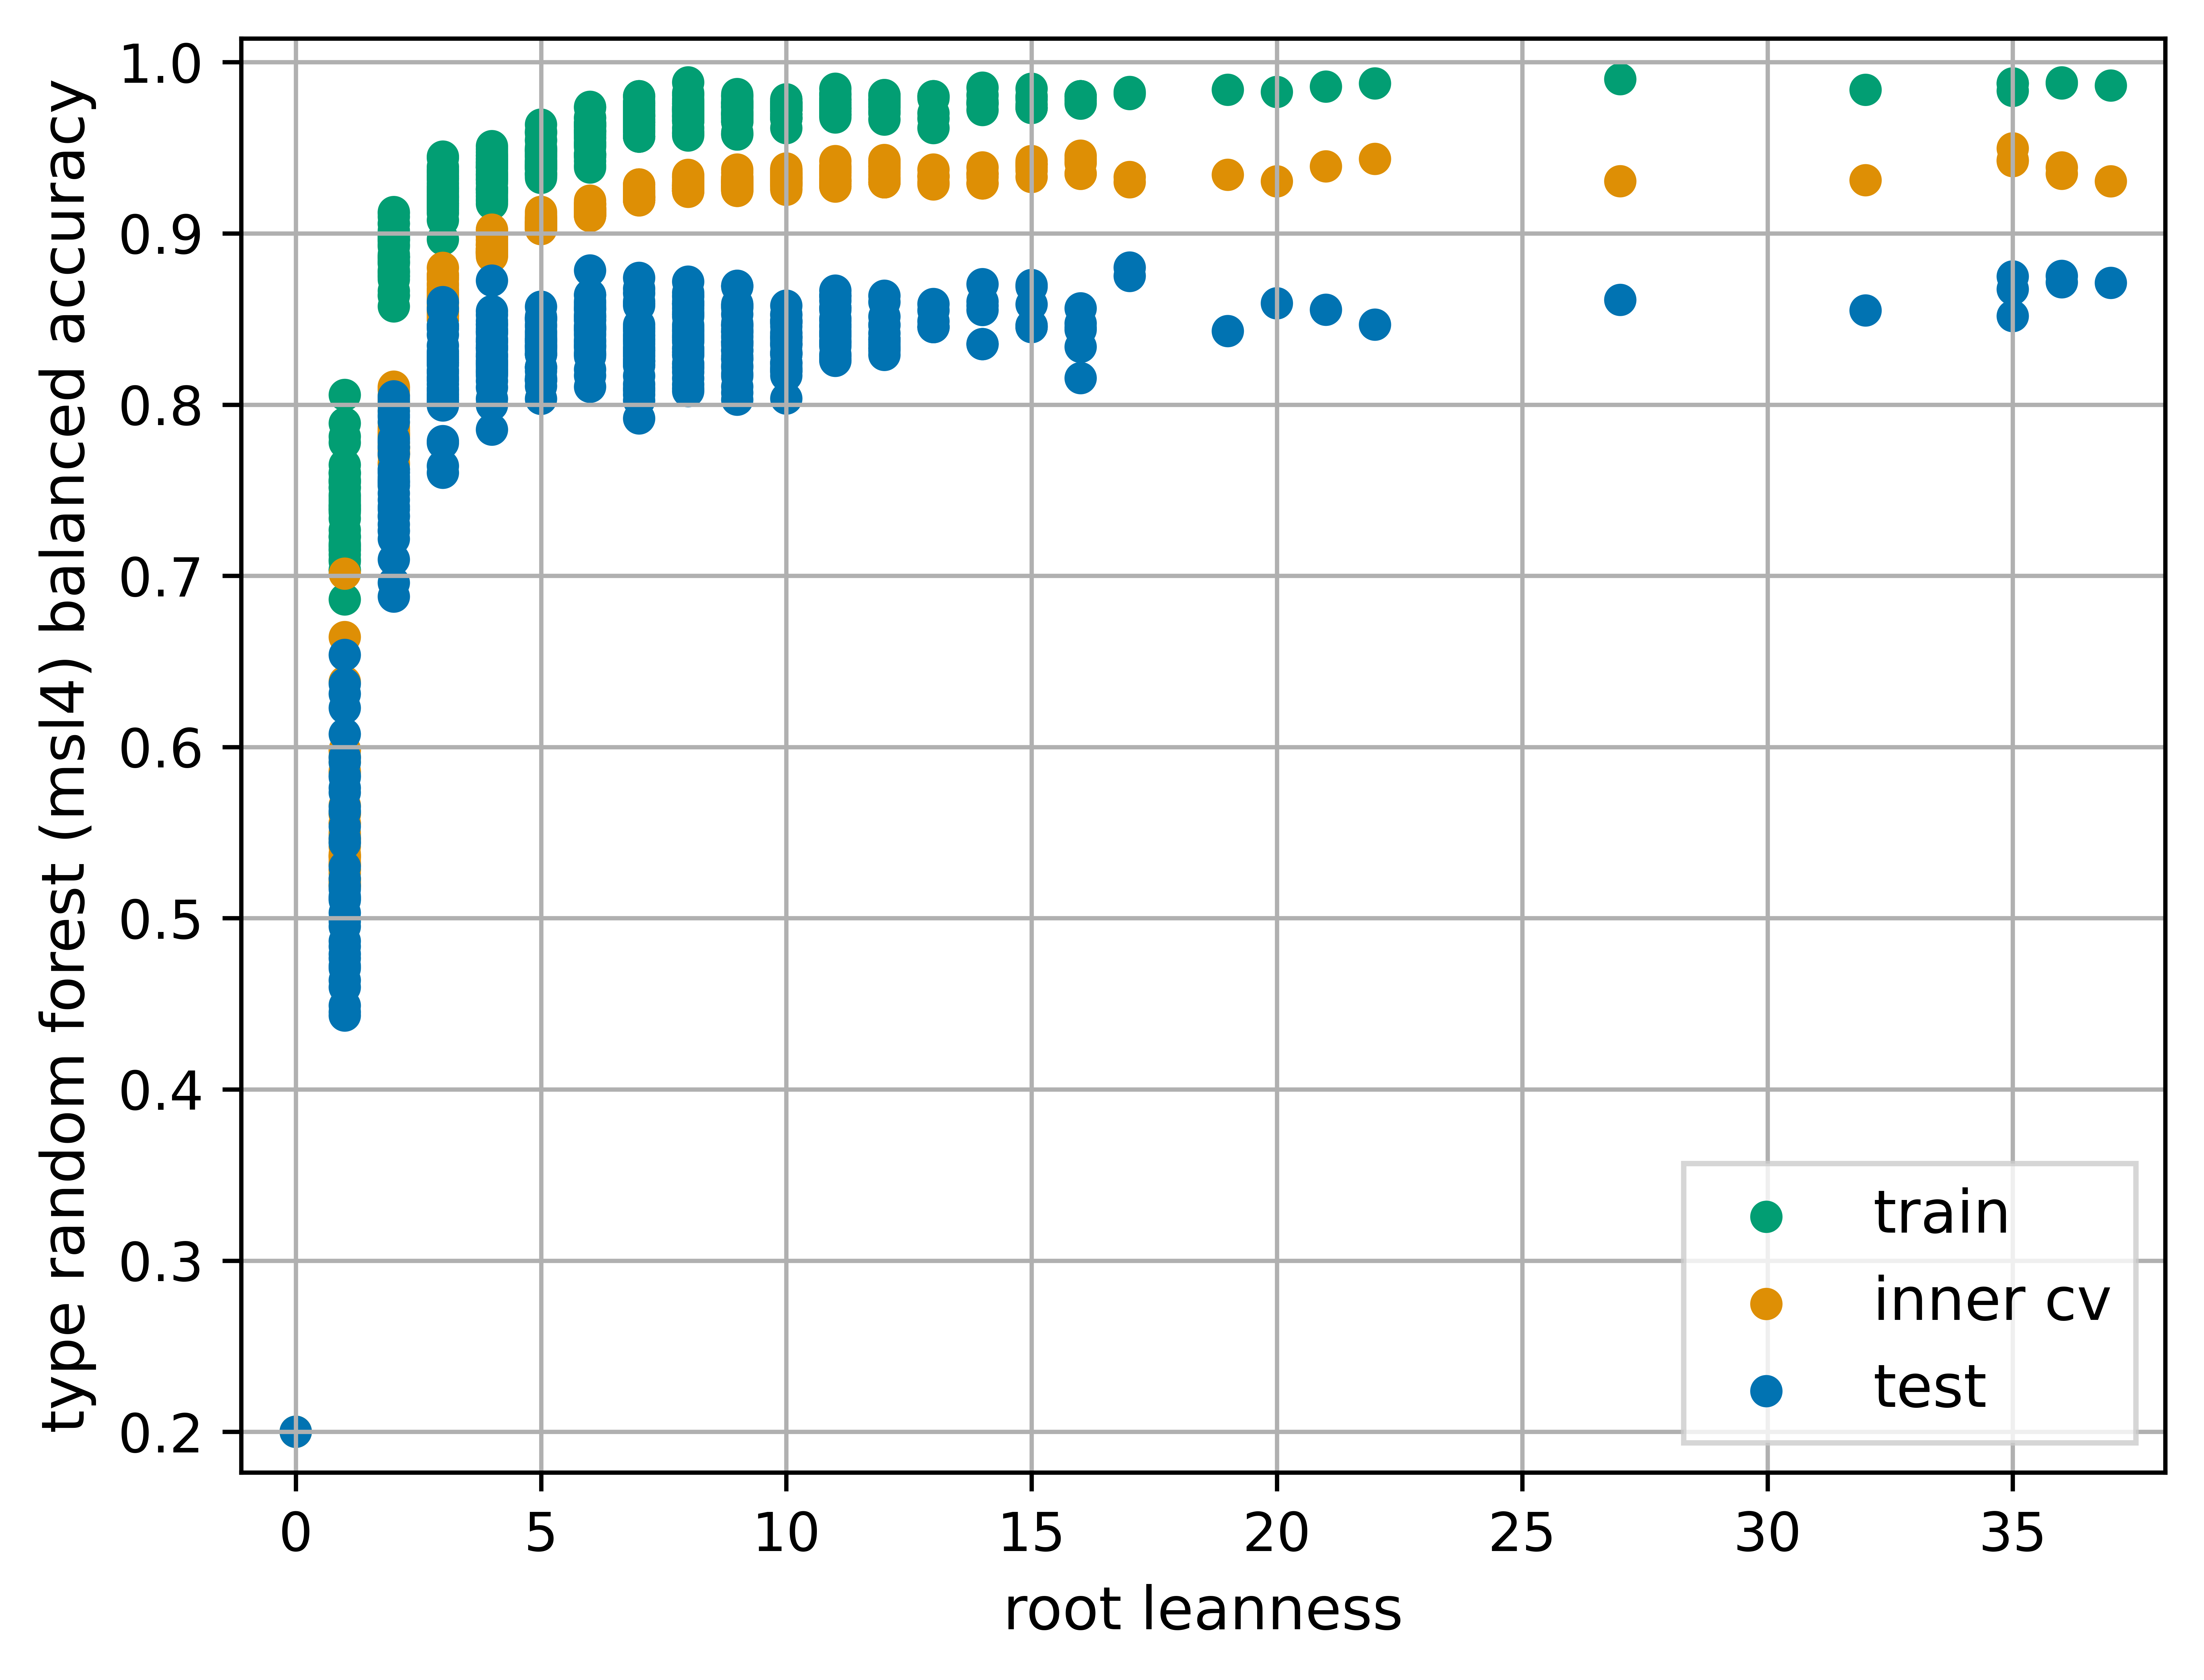 type random forest (msl4) balanced accuracy
1.0
0.9
0.8
0.7
0.6
0.5
0.4
0.3
0.2
train
inner cv
test
0 5 10 15 20 25 30 35
root leanness